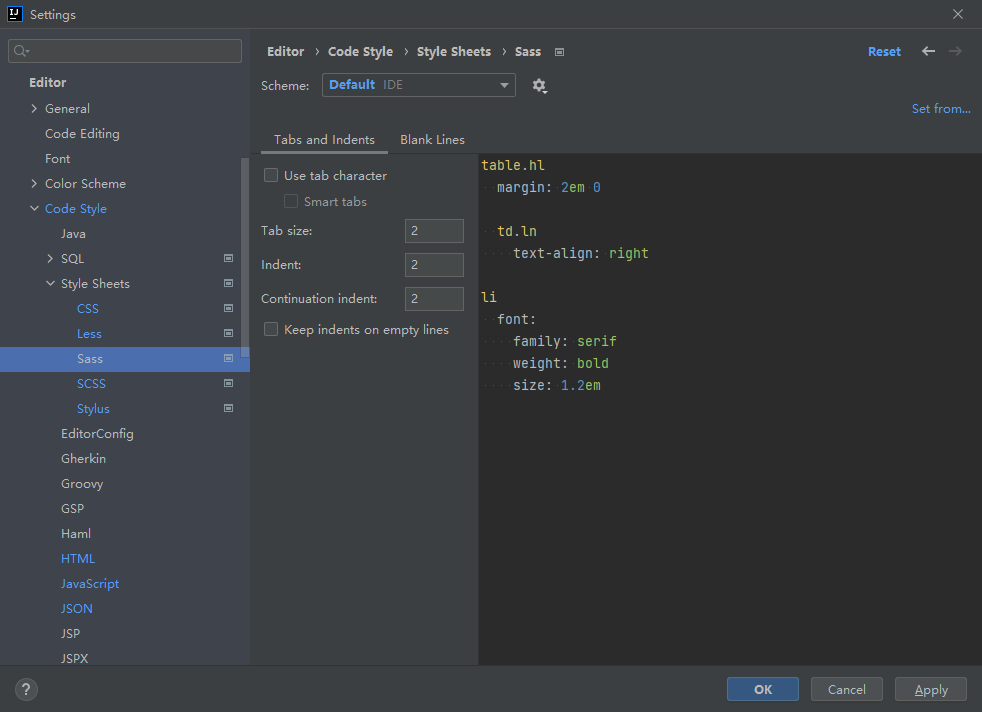 IJ Settings
Editor › Code Style › Style Sheets › Sass
Reset
Scheme: Default IDE
Set from...
Editor
General
Code Editing
Font
Color Scheme
Code Style
Java
SQL
Style Sheets
CSS
Less
Sass
SCSS
Stylus
EditorConfig
Gherkin
Groovy
GSP
Haml
HTML
JavaScript
JSON
JSP
JSPX
Tabs and Indents Blank Lines
Use tab character
Smart tabs
Tab size: 2
Indent: 2
Continuation indent: 2
Keep indents on empty lines
table.hl
margin: 2em 0
td.ln
text-align: right
li
font:
family: serif
weight: bold
size: 1.2em
?
OK Cancel Apply